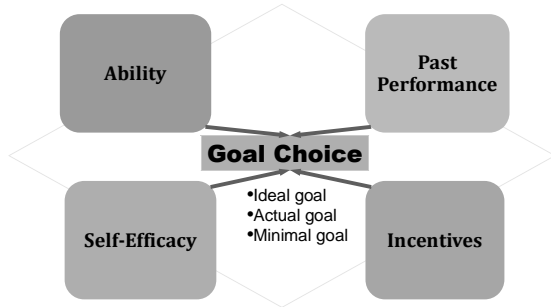 Ability
Past
Performance
Goal Choice
•Ideal goal
•Actual goal
•Minimal goal
Self-Efficacy
Incentives